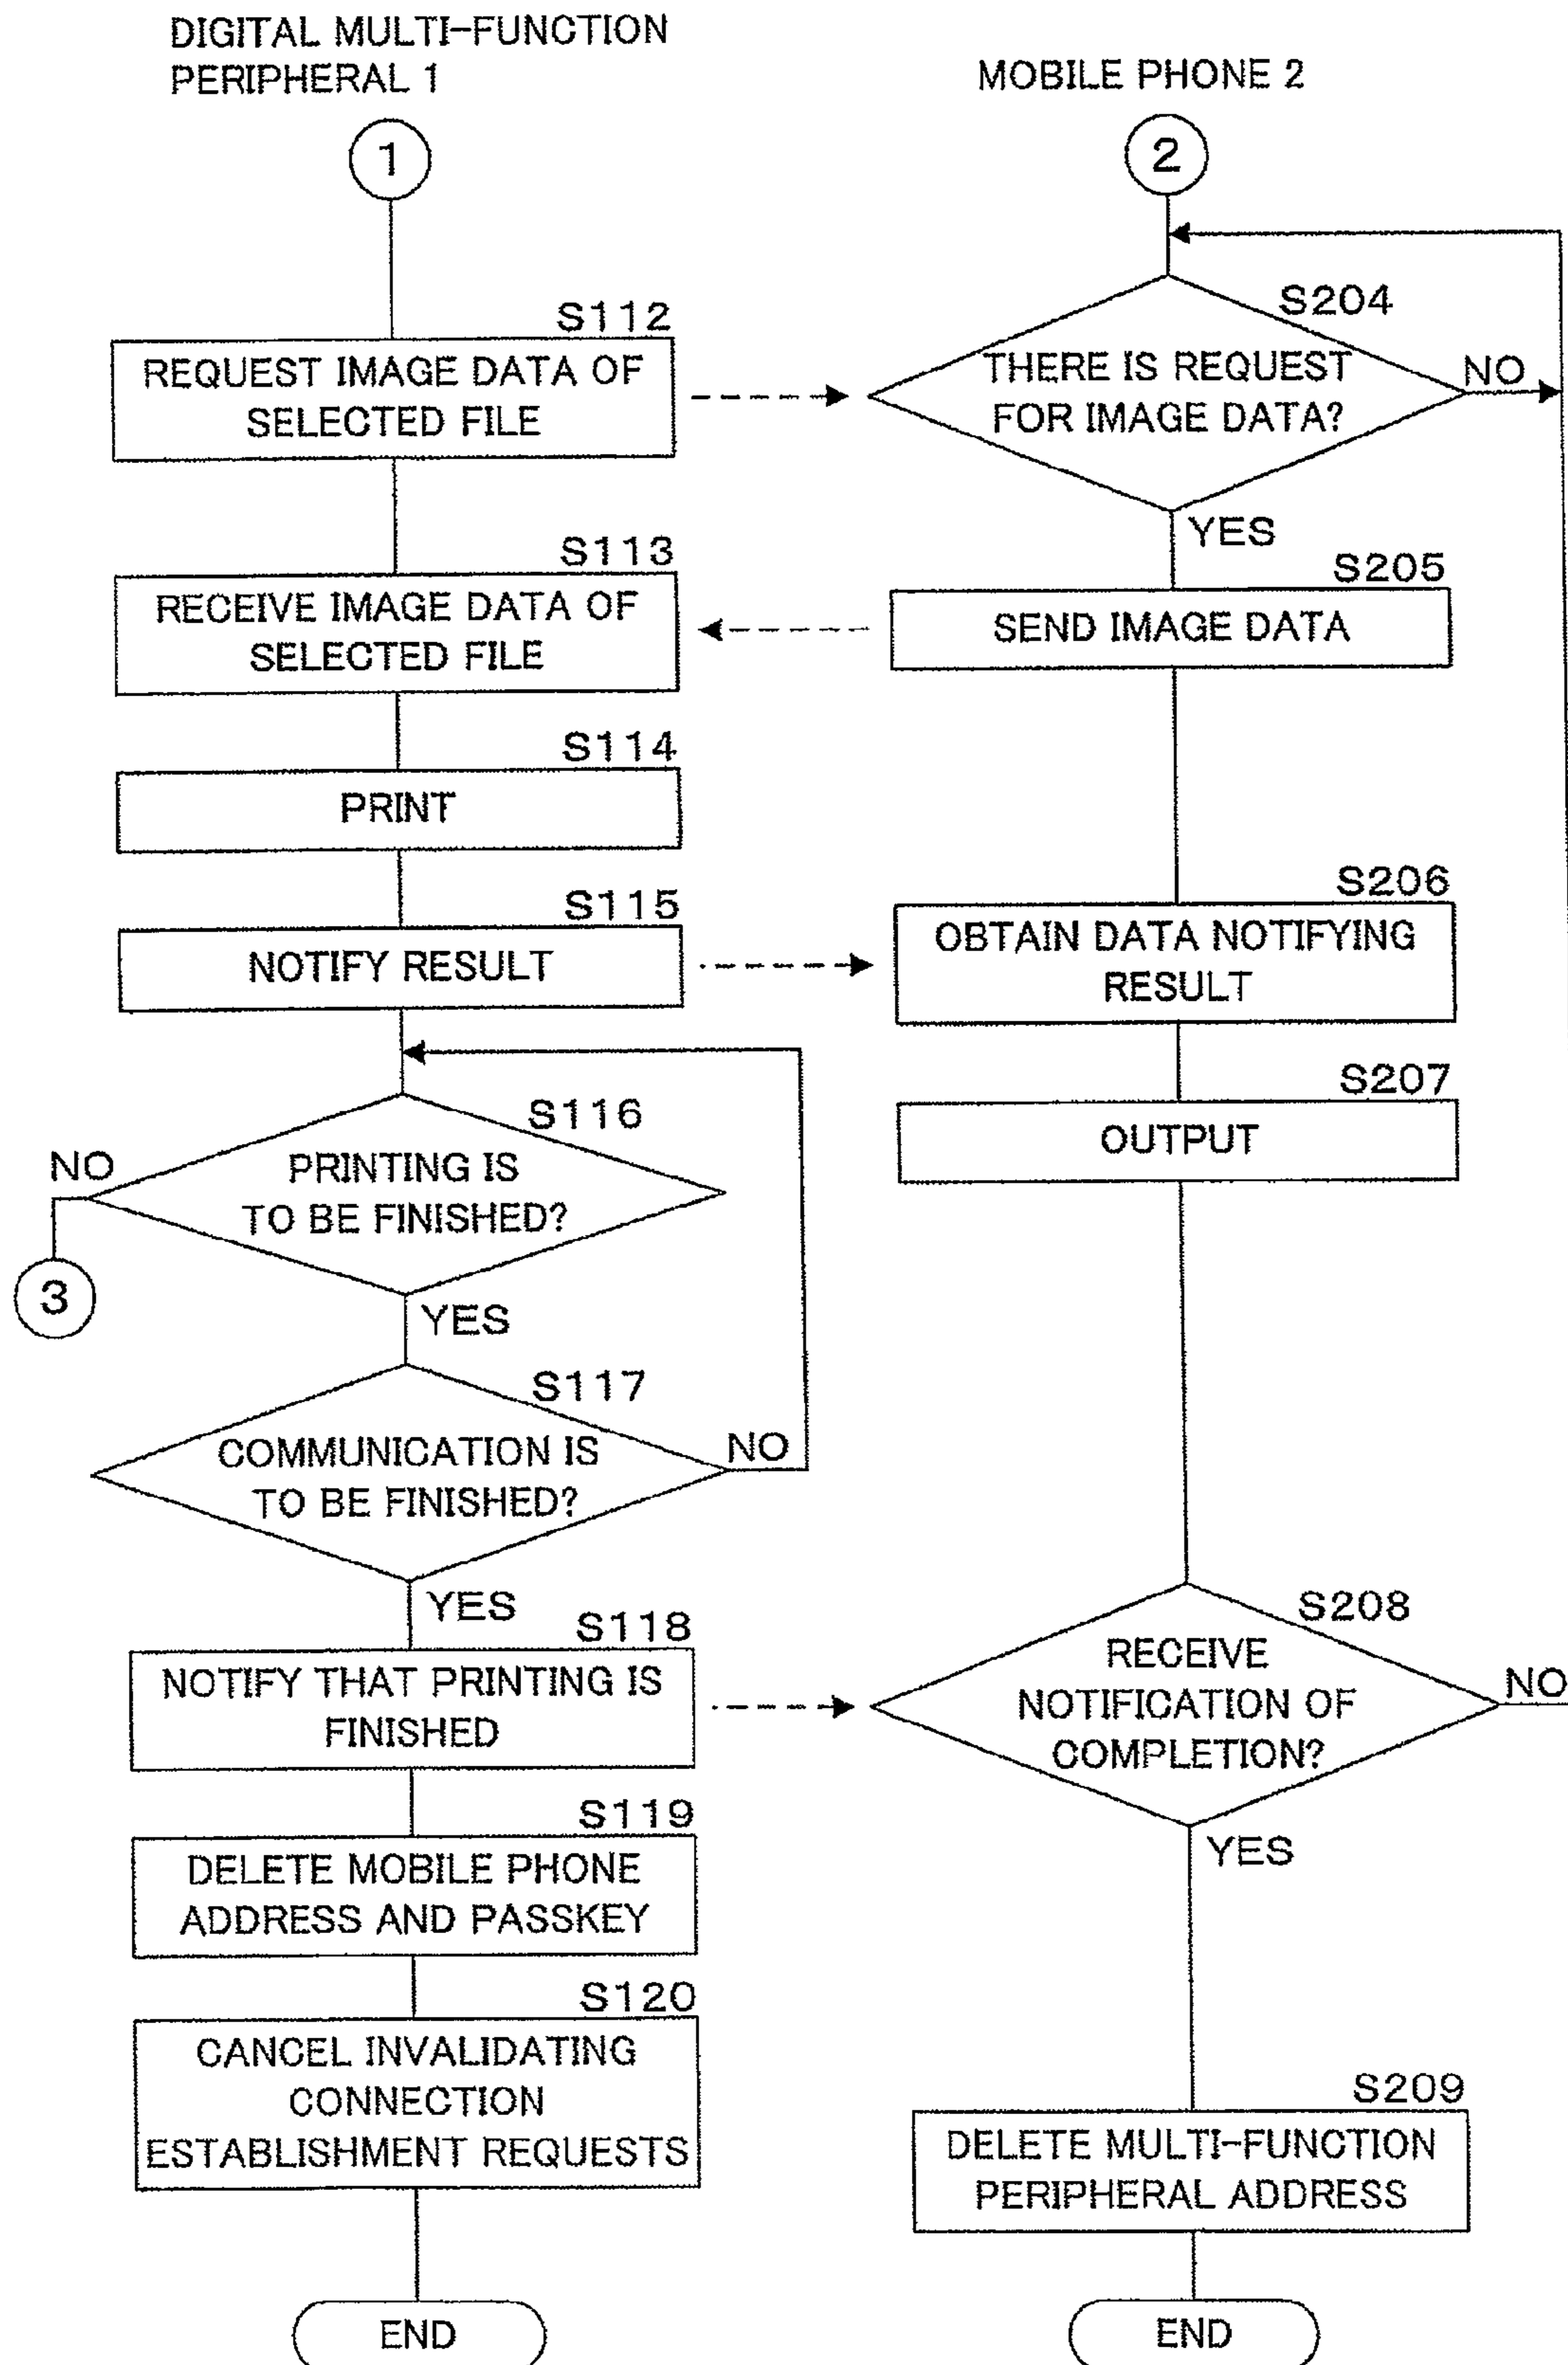 DIGITAL MULTI-FUNCTION
PERIPHERAL 1
1
S112
REQUEST IMAGE DATA OF
SELECTED FILE
S113
RECEIVE IMAGE DATA OF
SELECTED FILE
S114
PRINT
S115
NOTIFY RESULT
S116
PRINTING IS
TO BE FINISHED?
NO
3
YES
S117
COMMUNICATION IS
TO BE FINISHED?
NO
YES
S118
NOTIFY THAT PRINTING IS
FINISHED
S119
DELETE MOBILE PHONE
ADDRESS AND PASSKEY
S120
CANCEL INVALIDATING
CONNECTION
ESTABLISHMENT REQUESTS
END
MOBILE PHONE 2
2
S204
THERE IS REQUEST
FOR IMAGE DATA?
NO
YES
S205
SEND IMAGE DATA
S206
OBTAIN DATA NOTIFYING
RESULT
S207
OUTPUT
S208
RECEIVE
NOTIFICATION OF
COMPLETION?
NO
YES
S209
DELETE MULTI-FUNCTION
PERIPHERAL ADDRESS
END